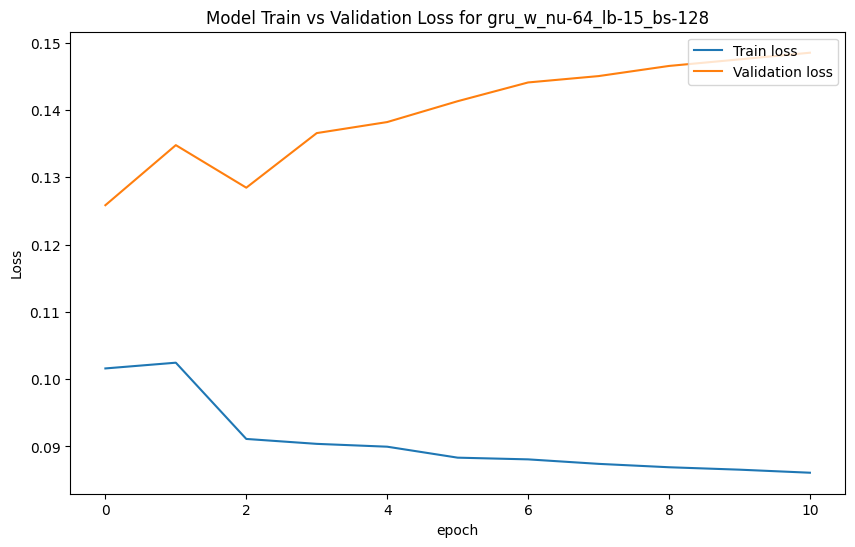 Model Train vs Validation Loss for gru_w_nu-64_lb-15_bs-128
Train loss
Validation loss
0.15
0.14
0.13
0.12
0.11
0.10
0.09
Loss
0 2 4 6 8 10
epoch